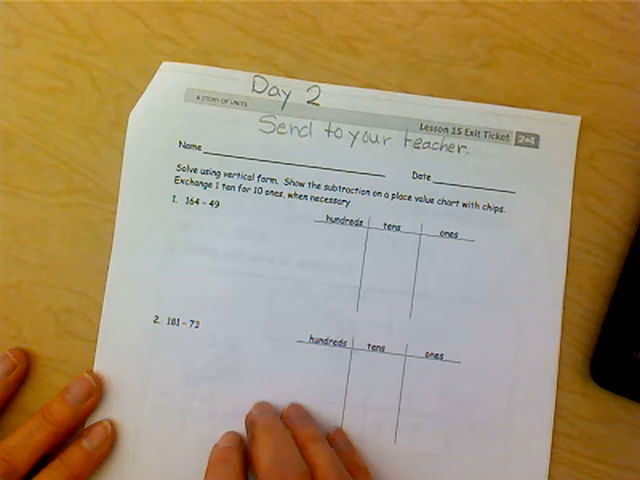 Day 2
A STORY OF UNITS
Lesson 15 Exit Ticket 2•4
Send to your teacher.
Name Date
Solve using vertical form. Show the subtraction on a place value chart with chips.
Exchange 1 ten for 10 ones, when necessary
1. 164 - 49
hundreds tens ones
2. 181 - 73
hundreds tens ones